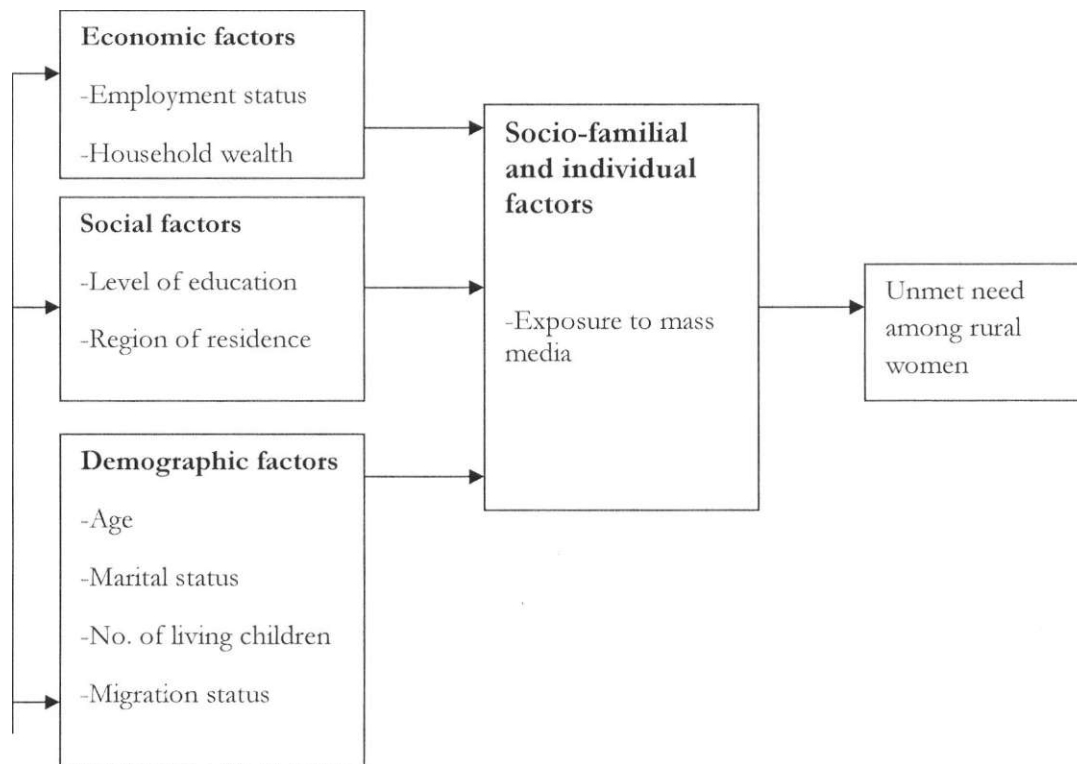 Economic factors
-Employment status
-Household wealth
Social factors
-Level of education
-Region of residence
Demographic factors
-Age
-Marital status
-No. of living children
-Migration status
Socio-familial
and individual
factors
-Exposure to mass
media
Unmet need
among rural
women